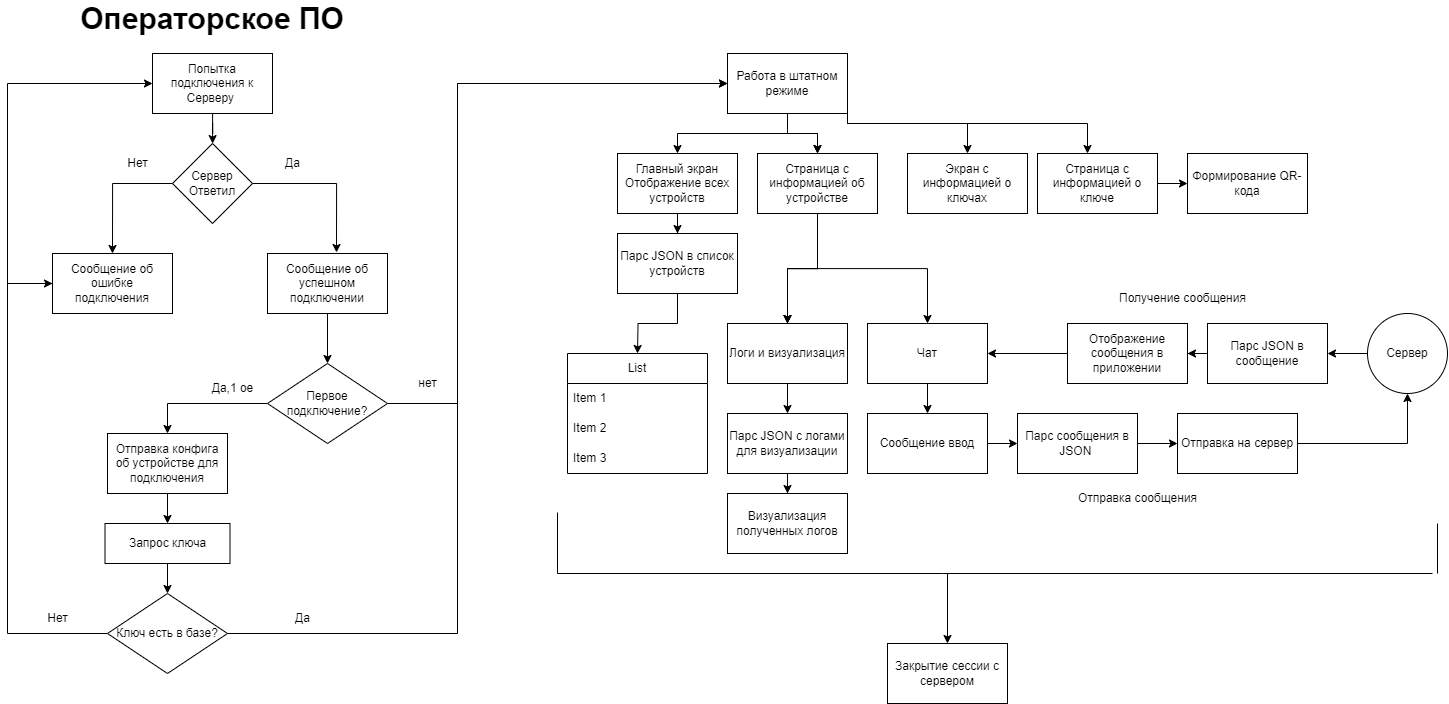 Операторское ПО
Попытка
подключения к
Серверу
Нет
Да
Сервер
Ответил
Сообщение об
ошибке
подключения
Сообщение об
успешном
подключении
Да,1 ое
нет
Первое
подключение?
Отправка конфига
об устройстве для
подключения
Запрос ключа
Нет
Да
Ключ есть в базе?
Работа в штатном
режиме
Главный экран
Отображение всех
устройств
Страница с
информацией об
устройстве
Экран с
информацией о
ключах
Страница с
информацией о
ключе
Формирование QR-
кода
Парс JSON в список
устройств
List
Item 1
Item 2
Item 3
Логи и визуализация
Парс JSON с логами
для визуализации
Визуализация
полученных логов
Чат
Получение сообщения
Отображение
сообщения в
приложении
Парс JSON в
сообщение
Сервер
Сообщение ввод
Парс сообщения в
JSON
Отправка на сервер
Отправка сообщения
Закрытие сессии с
сервером